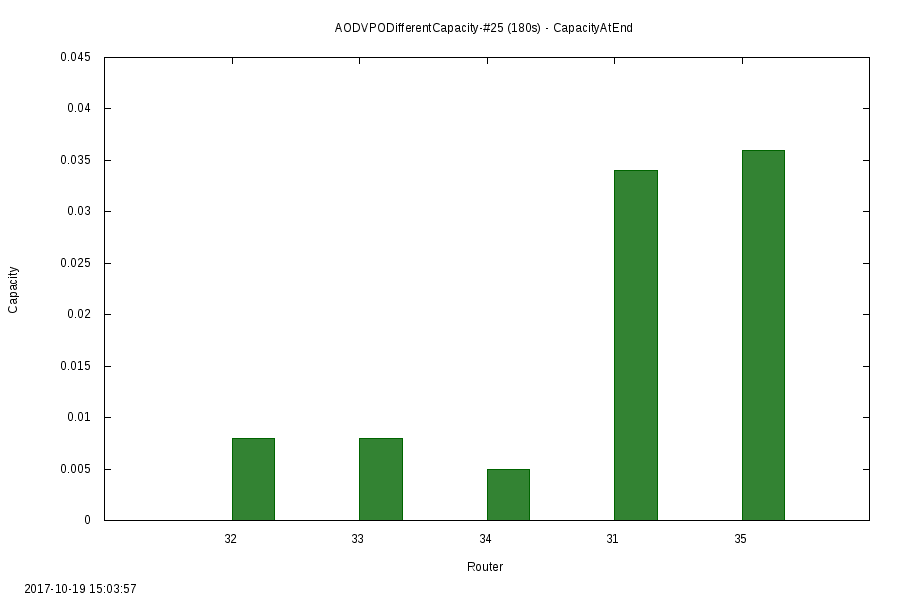 AODVPODifferentCapacity-#25 (180s) - CapacityAtEnd
0.045
0.04
0.035
0.03
0.025
0.02
0.015
0.01
0.005
0
Capacity
32 33 34 31 35
Router
2017-10-19 15:03:57